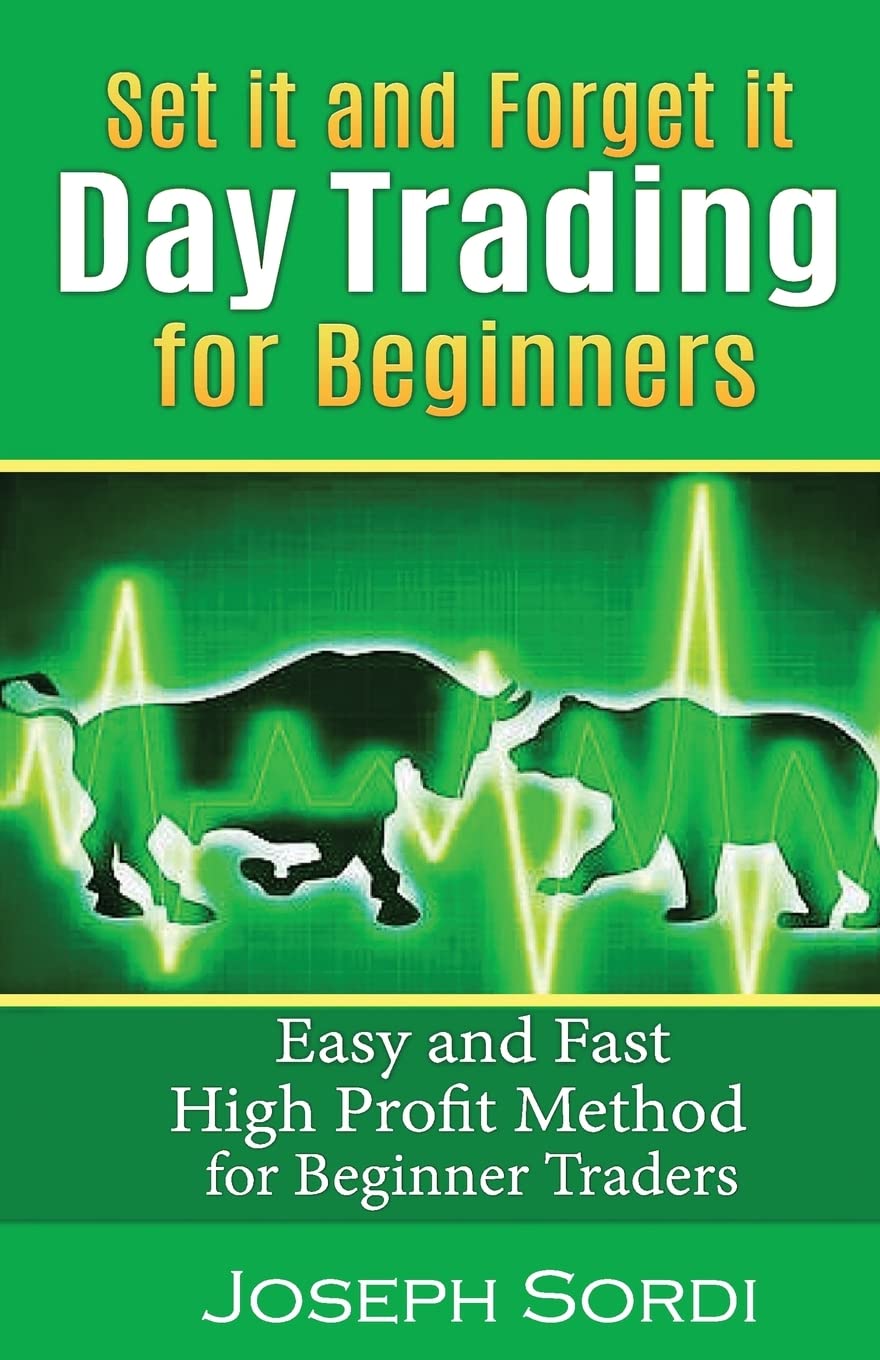 Set it and Forget it
Day Trading
for Beginners
Easy and Fast
High Profit Method
for Beginner Traders
JOSEPH SORDI